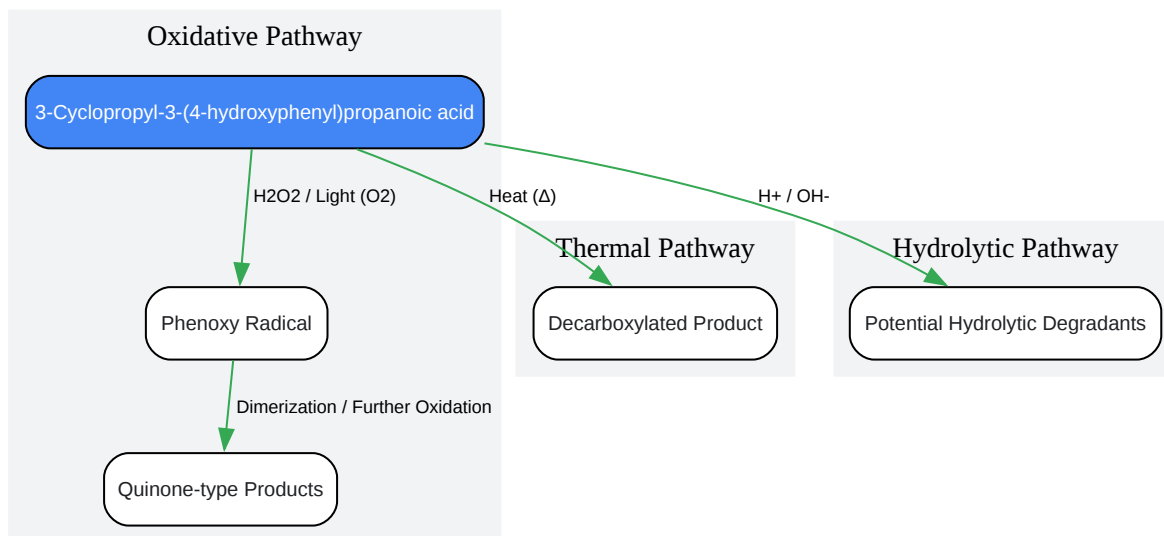 Oxidative Pathway
3-Cyclopropyl-3-(4-hydroxyphenyl)propanoic acid
H2O2 / Light (O2)
Heat (Δ)
H+ / OH-
Thermal Pathway
Hydrolytic Pathway
Phenoxy Radical
Decarboxylated Product
Potential Hydrolytic Degradants
Dimerization / Further Oxidation
Quinone-type Products